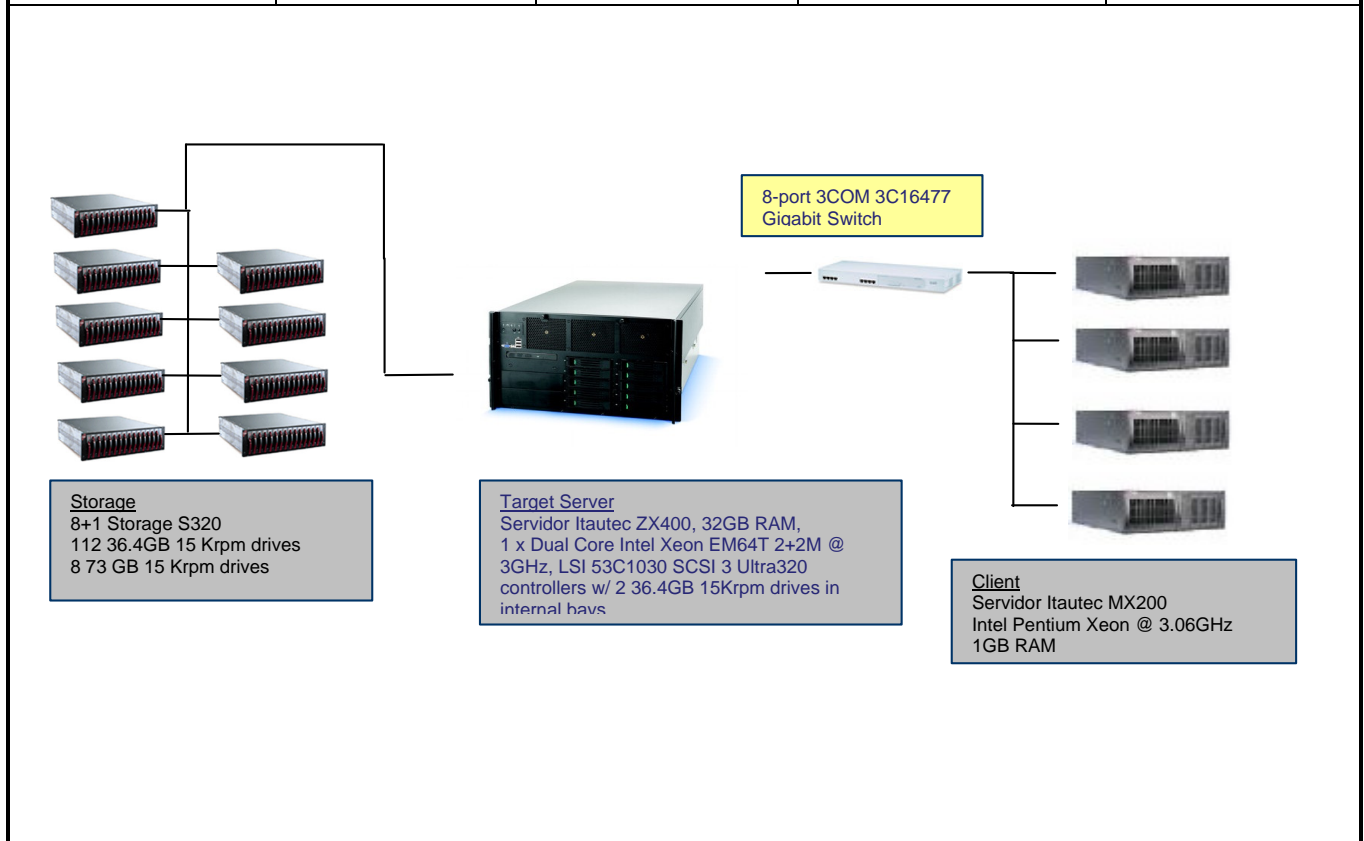 8-port 3COM 3C16477
Gigabit Switch
Storage
8+1 Storage S320
112 36.4GB 15 Krpm drives
8 73 GB 15 Krpm drives
Target Server
Servidor Itautec ZX400, 32GB RAM,
1 x Dual Core Intel Xeon EM64T 2+2M @
3GHz, LSI 53C1030 SCSI 3 Ultra320
controllers w/ 2 36.4GB 15Krpm drives in
internal bays
Client
Servidor Itautec MX200
Intel Pentium Xeon @ 3.06GHz
1GB RAM